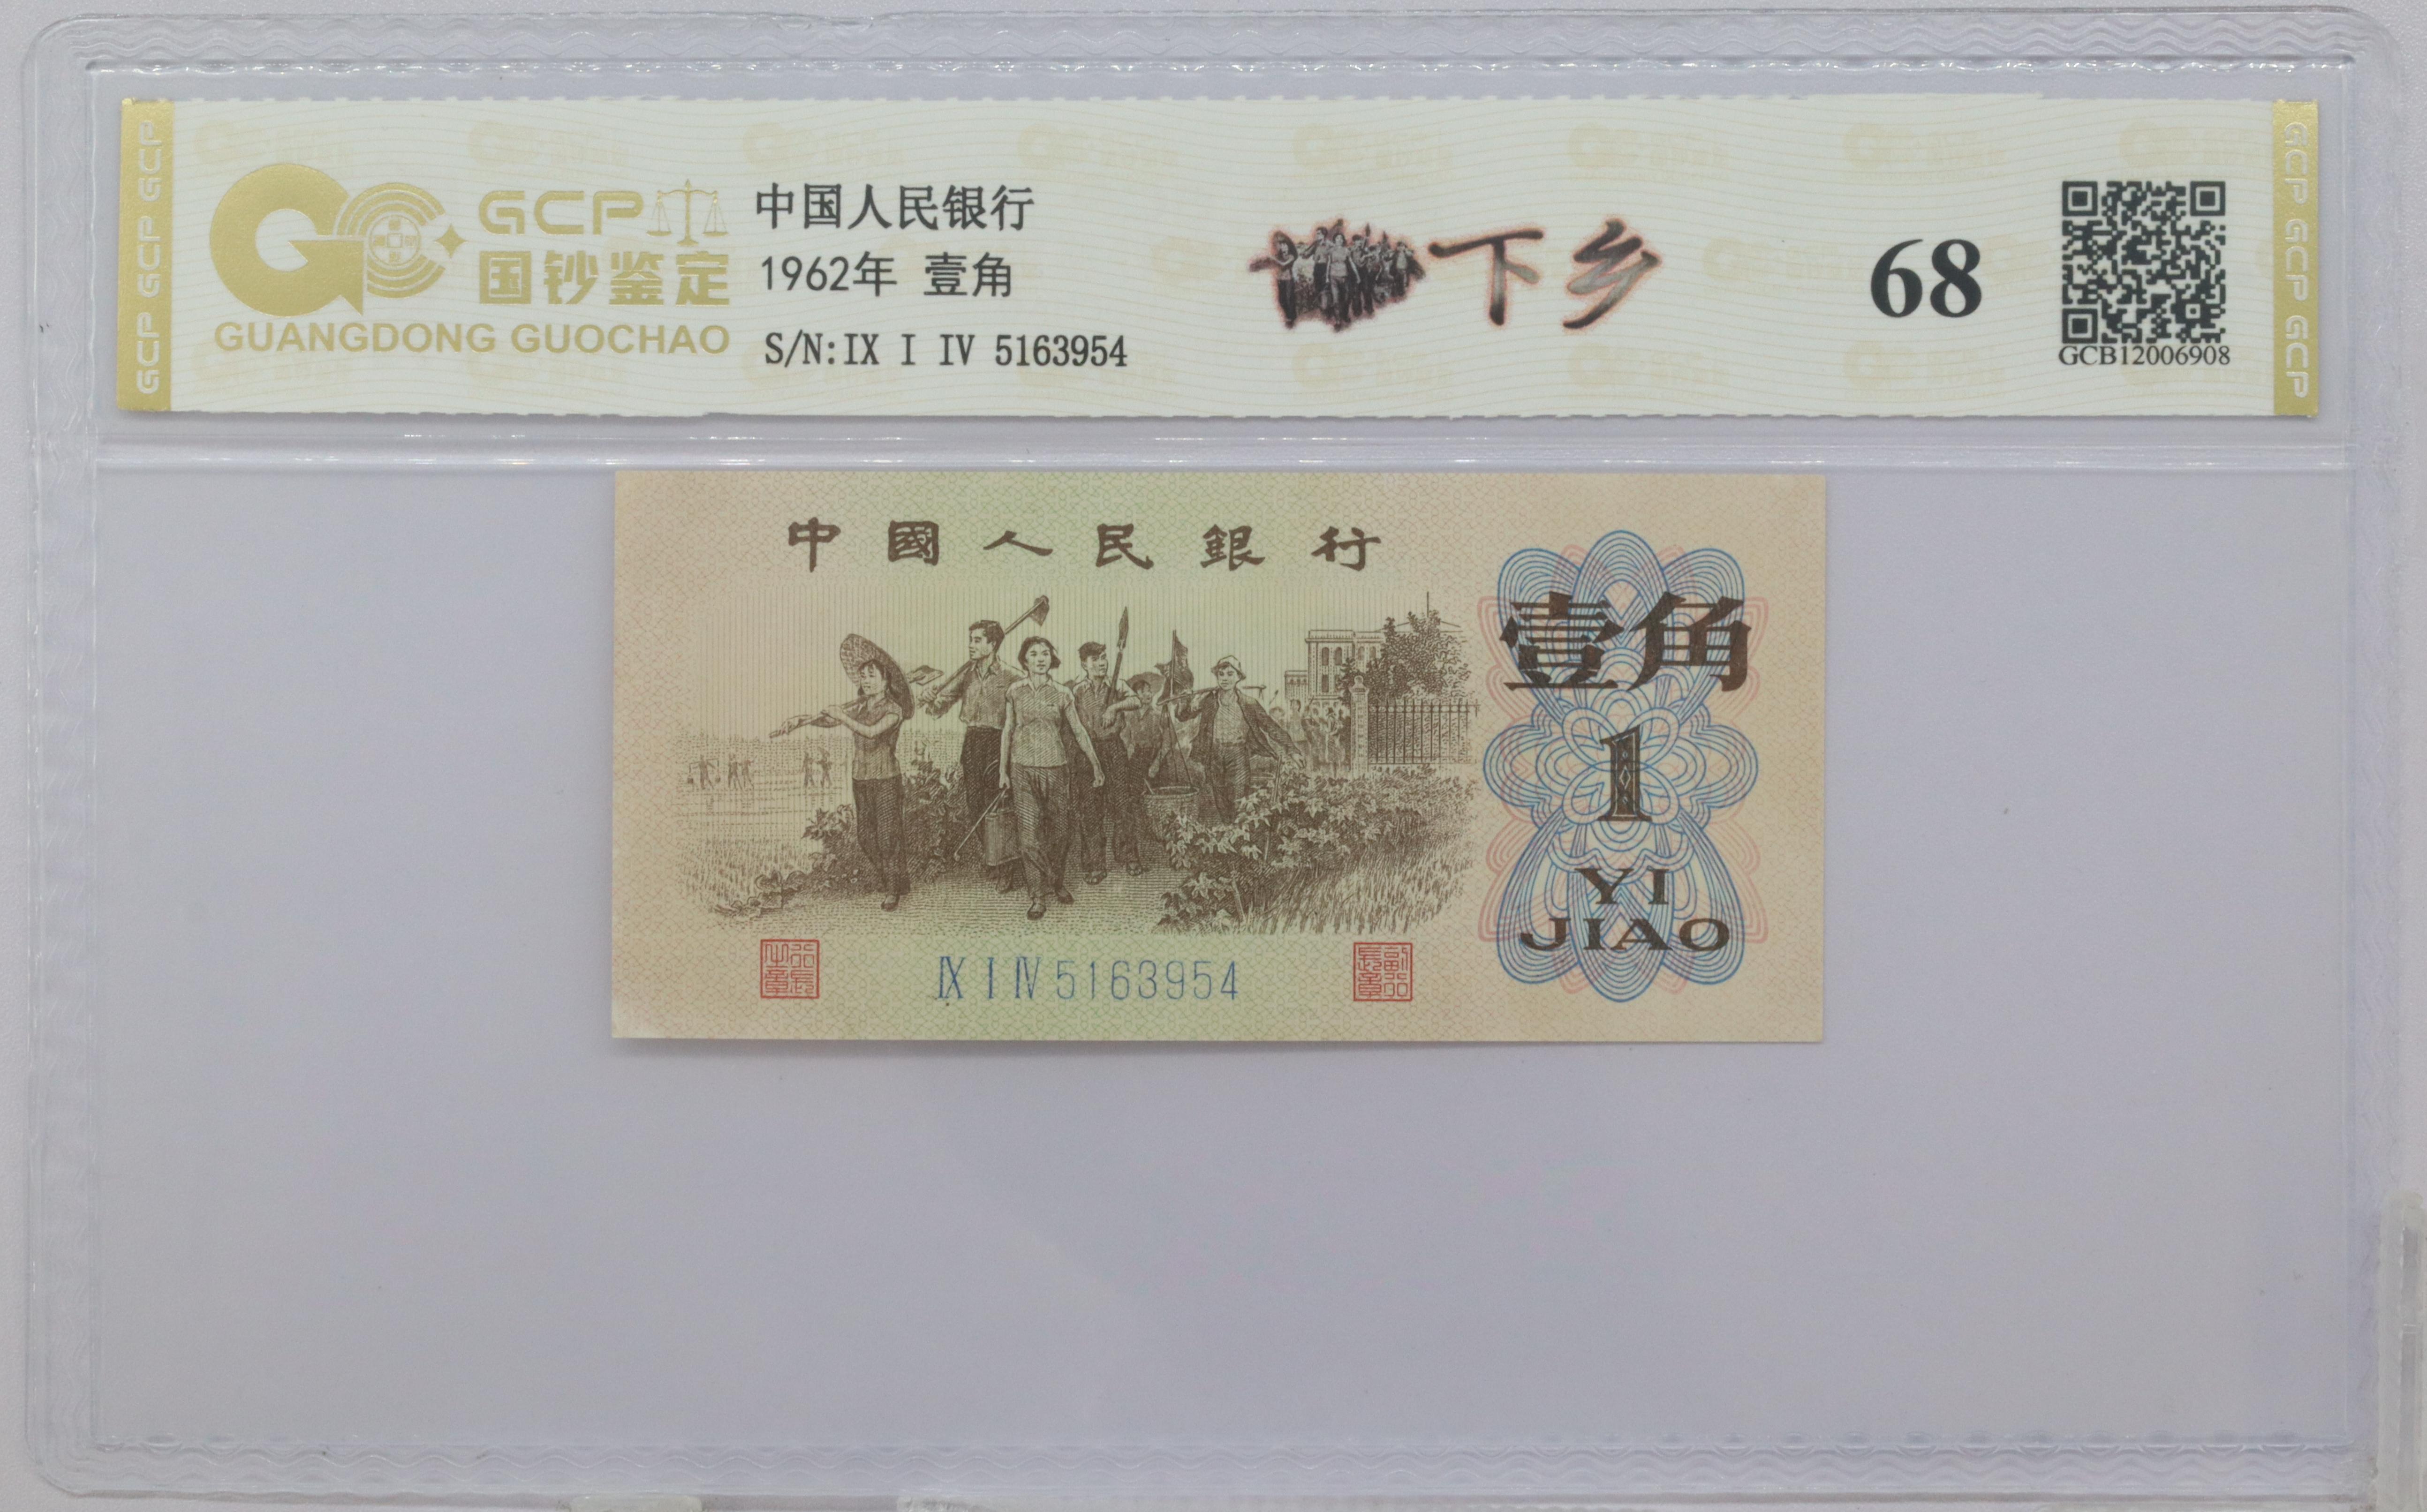 GCP GCP GCP
GCP
国钞鉴定
GUANGDONG GUOCHAO
中国人民银行
1962年 壹角
S/N:IX I IV 5163954
下乡
68
GCB12006908
GCP GCP GCP
中國人民銀行
壹角
1
YI
JIAO
IX I IV 5163954